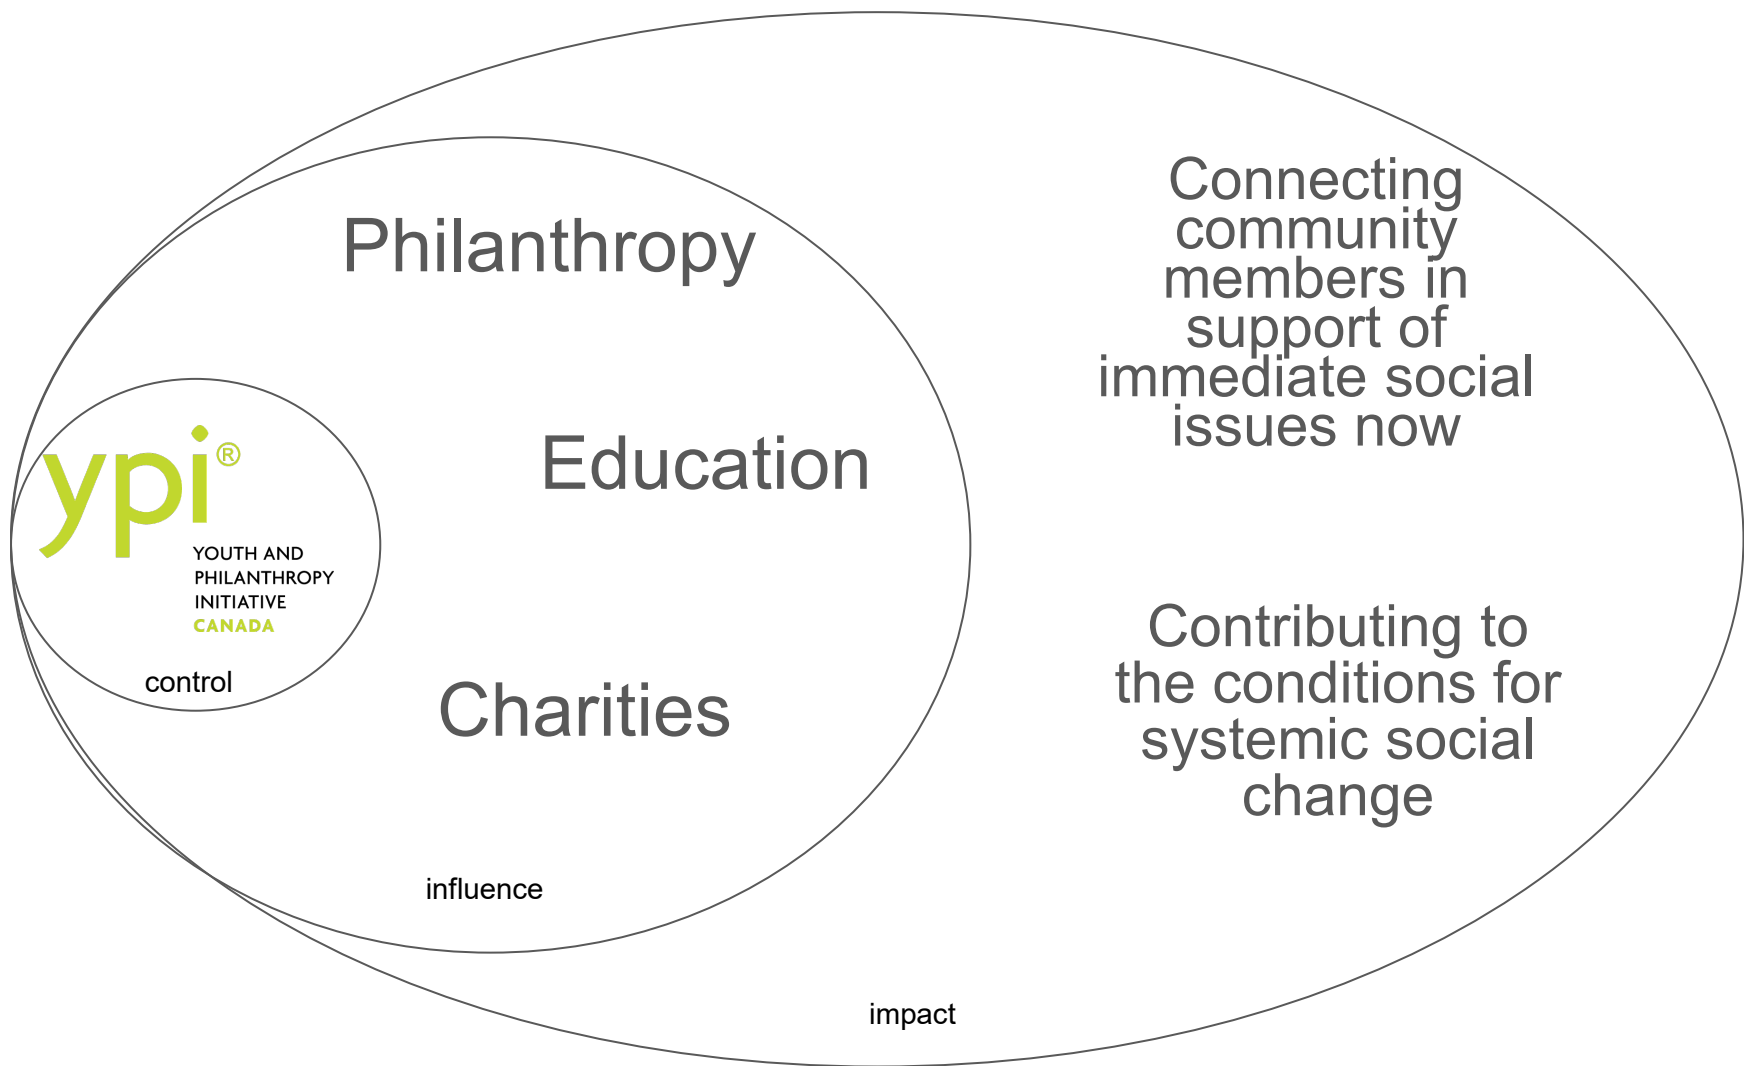 Philanthropy
Education
Charities
influence
ypi®
YOUTH AND
PHILANTHROPY
INITIATIVE
CANADA
control
Connecting
community
members in
support of
immediate social
issues now
Contributing to
the conditions for
systemic social
change
impact